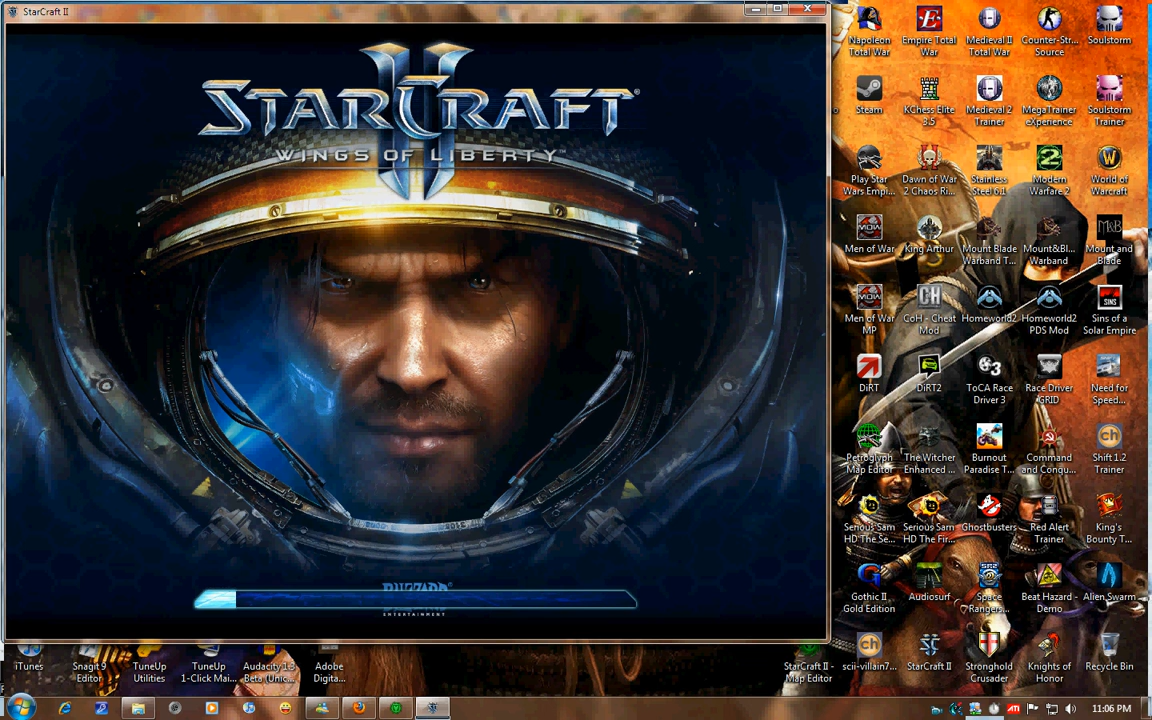 StarCraft II
STARCRAFT
II
WINGS OF LIBERTY
BLIZZARD
ENTERTAINMENT
Napoleon
Total War
Empire Total
War
Medieval II
Total War
Counter-Str...
Source
Soulstorm
Steam
KChess Elite
3.5
Medieval 2
Trainer
MegaTrainer
eXperience
Soulstorm
Trainer
Play Star
Wars Empi...
Dawn of War
2 Chaos Ri...
Stainless
Steel 6.1
Modern
Warfare 2
World of
Warcraft
Men of War
King Arthur
Mount Blade
Warband T...
Mount&Bl...
Warband
Mount and
Blade
Men of War
MP
CoH - Cheat
Mod
Homeworld2
Homeworld2
PDS Mod
Sins of a
Solar Empire
DiRT
DiRT2
ToCA Race
Driver 3
Race Driver
GRID
Need for
Speed...
Petroglyph
Map Editor
The Witcher
Enhanced ...
Burnout
Paradise T...
Command
and Conqu...
Shift 1.2
Trainer
Serious Sam
HD The Se...
Serious Sam
HD The Fir...
Ghostbusters
Red Alert
Trainer
King's
Bounty T...
Gothic II
Gold Edition
Audiosurf
Space
Rangers...
Beat Hazard -
Demo
Alien Swarm
iTunes
Snagit 9
Editor
TuneUp
Utilities
TuneUp
1-Click Mai...
Audacity 1.3
Beta (Unic...
Adobe
Digita...
StarCraft II -
Map Editor
scii-villain7...
StarCraft II
Stronghold
Crusader
Knights of
Honor
Recycle Bin
11:06 PM